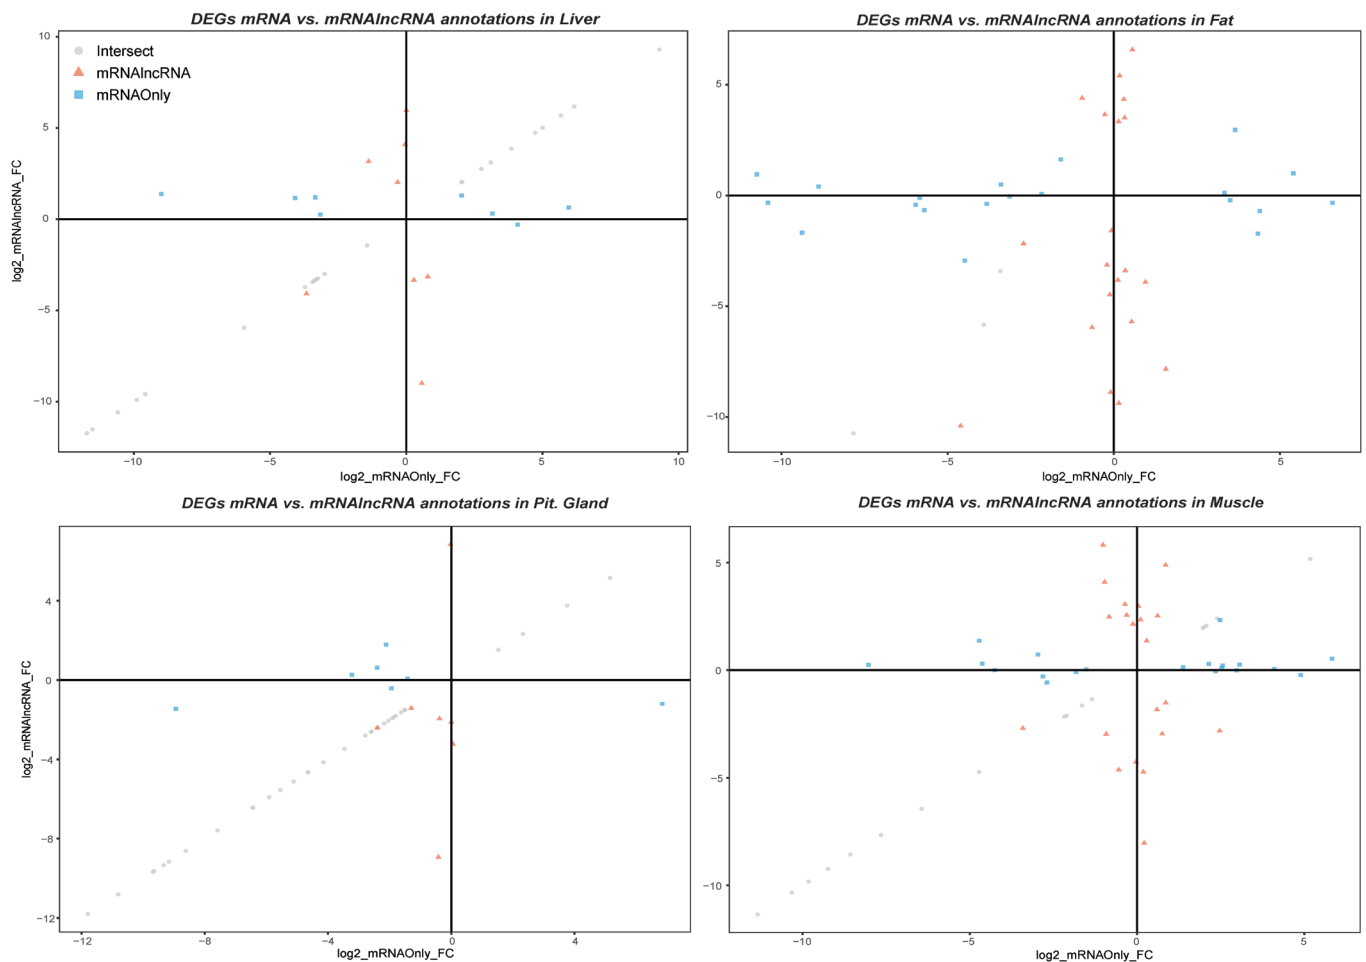 DEGs mRNA vs. mRNAlncRNA annotations in Liver
10
5
0
−5
−10
log2_mRNAlncRNA_FC
Intersect
mRNAlncRNA
mRNAOnly
−10
−5
0
5
10
log2_mRNAOnly_FC
DEGs mRNA vs. mRNAlncRNA annotations in Fat
5
0
−5
−10
−10
−5
0
5
log2_mRNAOnly_FC
DEGs mRNA vs. mRNAlncRNA annotations in Pit. Gland
4
0
−4
−8
−12
log2_mRNAlncRNA_FC
−12
−8
−4
0
4
log2_mRNAOnly_FC
DEGs mRNA vs. mRNAlncRNA annotations in Muscle
5
0
−5
−10
−10
−5
0
5
log2_mRNAOnly_FC